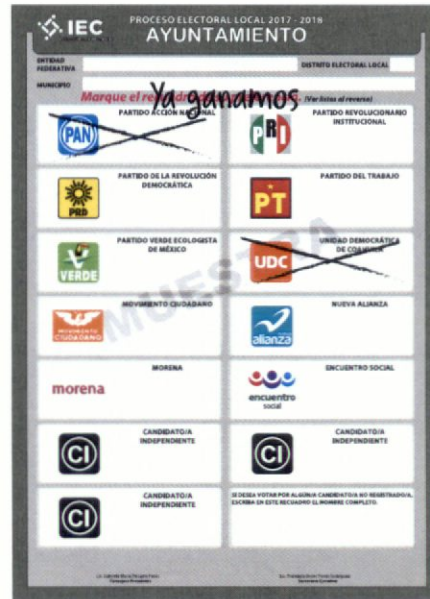 IEC
PROCESO ELECTORAL LOCAL 2017 - 2018
AYUNTAMIENTO
ENTIDAD FEDERATIVA
DISTRITO ELECTORAL LOCAL
MUNICIPIO
Ya ganamos
Marque el
(Ver listas al reverso)
PAN
PARTIDO ACCIÓN NACIONAL
PRI
PARTIDO REVOLUCIONARIO
INSTITUCIONAL
PRD
PARTIDO DE LA REVOLUCIÓN
DEMOCRÁTICA
PT
PARTIDO DEL TRABAJO
VERDE
PARTIDO VERDE ECOLOGISTA
DE MÉXICO
UDC
UNIDAD DEMOCRÁTICA
DE COAHUILA
MOVIMIENTO
CIUDADANO
MOVIMIENTO CIUDADANO
alianza
NUEVA ALIANZA
morena
MORENA
encuentro
social
ENCUENTRO SOCIAL
CI
CANDIDATO/A
INDEPENDIENTE
CI
CANDIDATO/A
INDEPENDIENTE
CI
CANDIDATO/A
INDEPENDIENTE
SI DESEA VOTAR POR ALGÚN/A CANDIDATO/A NO REGISTRADO/A,
ESCRIBA EN ESTE RECUADRO EL NOMBRE COMPLETO.
MUESTRA